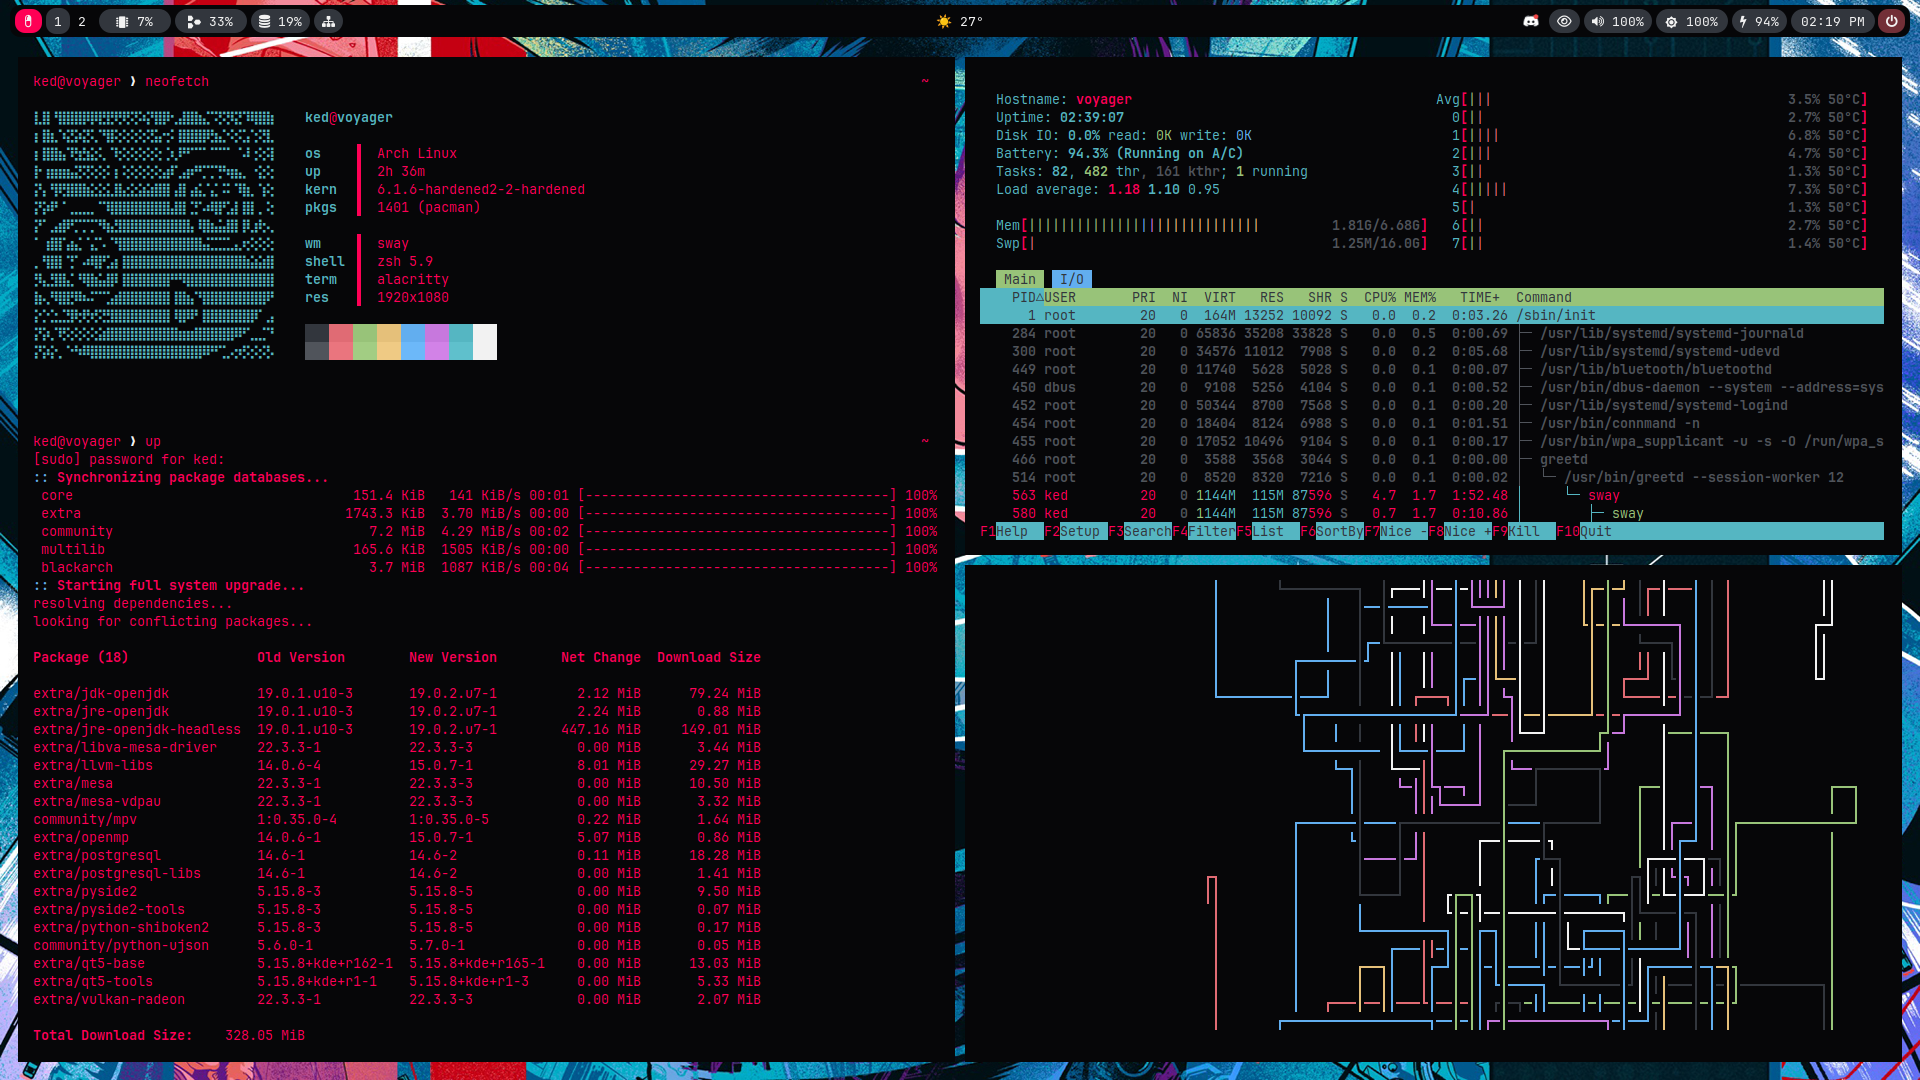 1 2 7% 33% 19% 27° 100% 100% 94% 02:19 PM
ked@voyager ❯ neofetch ~
ked@voyager
os Arch Linux
up 2h 36m
kern 6.1.6-hardened2-2-hardened
pkgs 1401 (pacman)
wm sway
shell zsh 5.9
term alacritty
res 1920x1080
ked@voyager ❯ up ~
[sudo] password for ked:
:: Synchronizing package databases...
core 151.4 KiB 141 KiB/s 00:01 [--------------------------------------] 100%
extra 1743.3 KiB 3.70 MiB/s 00:00 [--------------------------------------] 100%
community 7.2 MiB 4.29 MiB/s 00:02 [--------------------------------------] 100%
multilib 165.6 KiB 1505 KiB/s 00:00 [--------------------------------------] 100%
blackarch 3.7 MiB 1087 KiB/s 00:04 [--------------------------------------] 100%
:: Starting full system upgrade...
resolving dependencies...
looking for conflicting packages...
Package (18) Old Version New Version Net Change Download Size
extra/jdk-openjdk 19.0.1.u10-3 19.0.2.u7-1 2.12 MiB 79.24 MiB
extra/jre-openjdk 19.0.1.u10-3 19.0.2.u7-1 2.24 MiB 0.88 MiB
extra/jre-openjdk-headless 19.0.1.u10-3 19.0.2.u7-1 447.16 MiB 149.01 MiB
extra/libva-mesa-driver 22.3.3-1 22.3.3-3 0.00 MiB 3.44 MiB
extra/llvm-libs 14.0.6-4 15.0.7-1 8.01 MiB 29.27 MiB
extra/mesa 22.3.3-1 22.3.3-3 0.00 MiB 10.50 MiB
extra/mesa-vdpau 22.3.3-1 22.3.3-3 0.00 MiB 3.32 MiB
community/mpv 1:0.35.0-4 1:0.35.0-5 0.22 MiB 1.64 MiB
extra/openmp 14.0.6-1 15.0.7-1 5.07 MiB 0.86 MiB
extra/postgresql 14.6-1 14.6-2 0.11 MiB 18.28 MiB
extra/postgresql-libs 14.6-1 14.6-2 0.00 MiB 1.41 MiB
extra/pyside2 5.15.8-3 5.15.8-5 0.00 MiB 9.50 MiB
extra/pyside2-tools 5.15.8-3 5.15.8-5 0.00 MiB 0.07 MiB
extra/python-shiboken2 5.15.8-3 5.15.8-5 0.00 MiB 0.17 MiB
community/python-ujson 5.6.0-1 5.7.0-1 0.00 MiB 0.05 MiB
extra/qt5-base 5.15.8+kde+r162-1 5.15.8+kde+r165-1 0.00 MiB 13.03 MiB
extra/qt5-tools 5.15.8+kde+r1-1 5.15.8+kde+r1-3 0.00 MiB 5.33 MiB
extra/vulkan-radeon 22.3.3-1 22.3.3-3 0.00 MiB 2.07 MiB
Total Download Size: 328.05 MiB
Hostname: voyager
Uptime: 02:39:07
Disk IO: 0.0% read: 0K write: 0K
Battery: 94.3% (Running on A/C)
Tasks: 82, 482 thr, 161 kthr; 1 running
Load average: 1.18 1.10 0.95
Mem[|||||||||||||||||||||||||||||1.81G/6.68G]
Swp[| 1.25M/16.0G]
Avg[||| 3.5% 50°C]
0[|| 2.7% 50°C]
1[|||| 6.8% 50°C]
2[||| 4.7% 50°C]
3[|| 1.3% 50°C]
4[||||| 7.3% 50°C]
5[| 1.3% 50°C]
6[|| 2.7% 50°C]
7[|| 1.4% 50°C]
Main I/O
PID△USER PRI NI VIRT RES SHR S CPU% MEM% TIME+ Command
1 root 20 0 164M 13252 10092 S 0.0 0.2 0:03.26 /sbin/init
284 root 20 0 65836 35208 33828 S 0.0 0.5 0:00.69 ├─ /usr/lib/systemd/systemd-journald
300 root 20 0 34576 11012 7908 S 0.0 0.2 0:05.68 ├─ /usr/lib/systemd/systemd-udevd
449 root 20 0 11740 5628 5028 S 0.0 0.1 0:00.07 ├─ /usr/lib/bluetooth/bluetoothd
450 dbus 20 0 9108 5256 4104 S 0.0 0.1 0:00.52 ├─ /usr/bin/dbus-daemon --system --address=sys
452 root 20 0 50344 8700 7568 S 0.0 0.1 0:00.20 ├─ /usr/lib/systemd/systemd-logind
454 root 20 0 18404 8124 6988 S 0.0 0.1 0:01.51 ├─ /usr/bin/connmand -n
455 root 20 0 17052 10496 9104 S 0.0 0.1 0:00.17 ├─ /usr/bin/wpa_supplicant -u -s -O /run/wpa_s
466 root 20 0 3588 3568 3044 S 0.0 0.1 0:00.00 ├─ greetd
514 root 20 0 8520 8320 7216 S 0.0 0.1 0:00.02 │ └─ /usr/bin/greetd --session-worker 12
563 ked 20 0 1144M 115M 87596 S 4.7 1.7 1:52.48 │ └─ sway
580 ked 20 0 1144M 115M 87596 S 0.7 1.7 0:10.86 │ ├─ sway
F1Help F2Setup F3SearchF4FilterF5List F6SortByF7Nice -F8Nice +F9Kill F10Quit